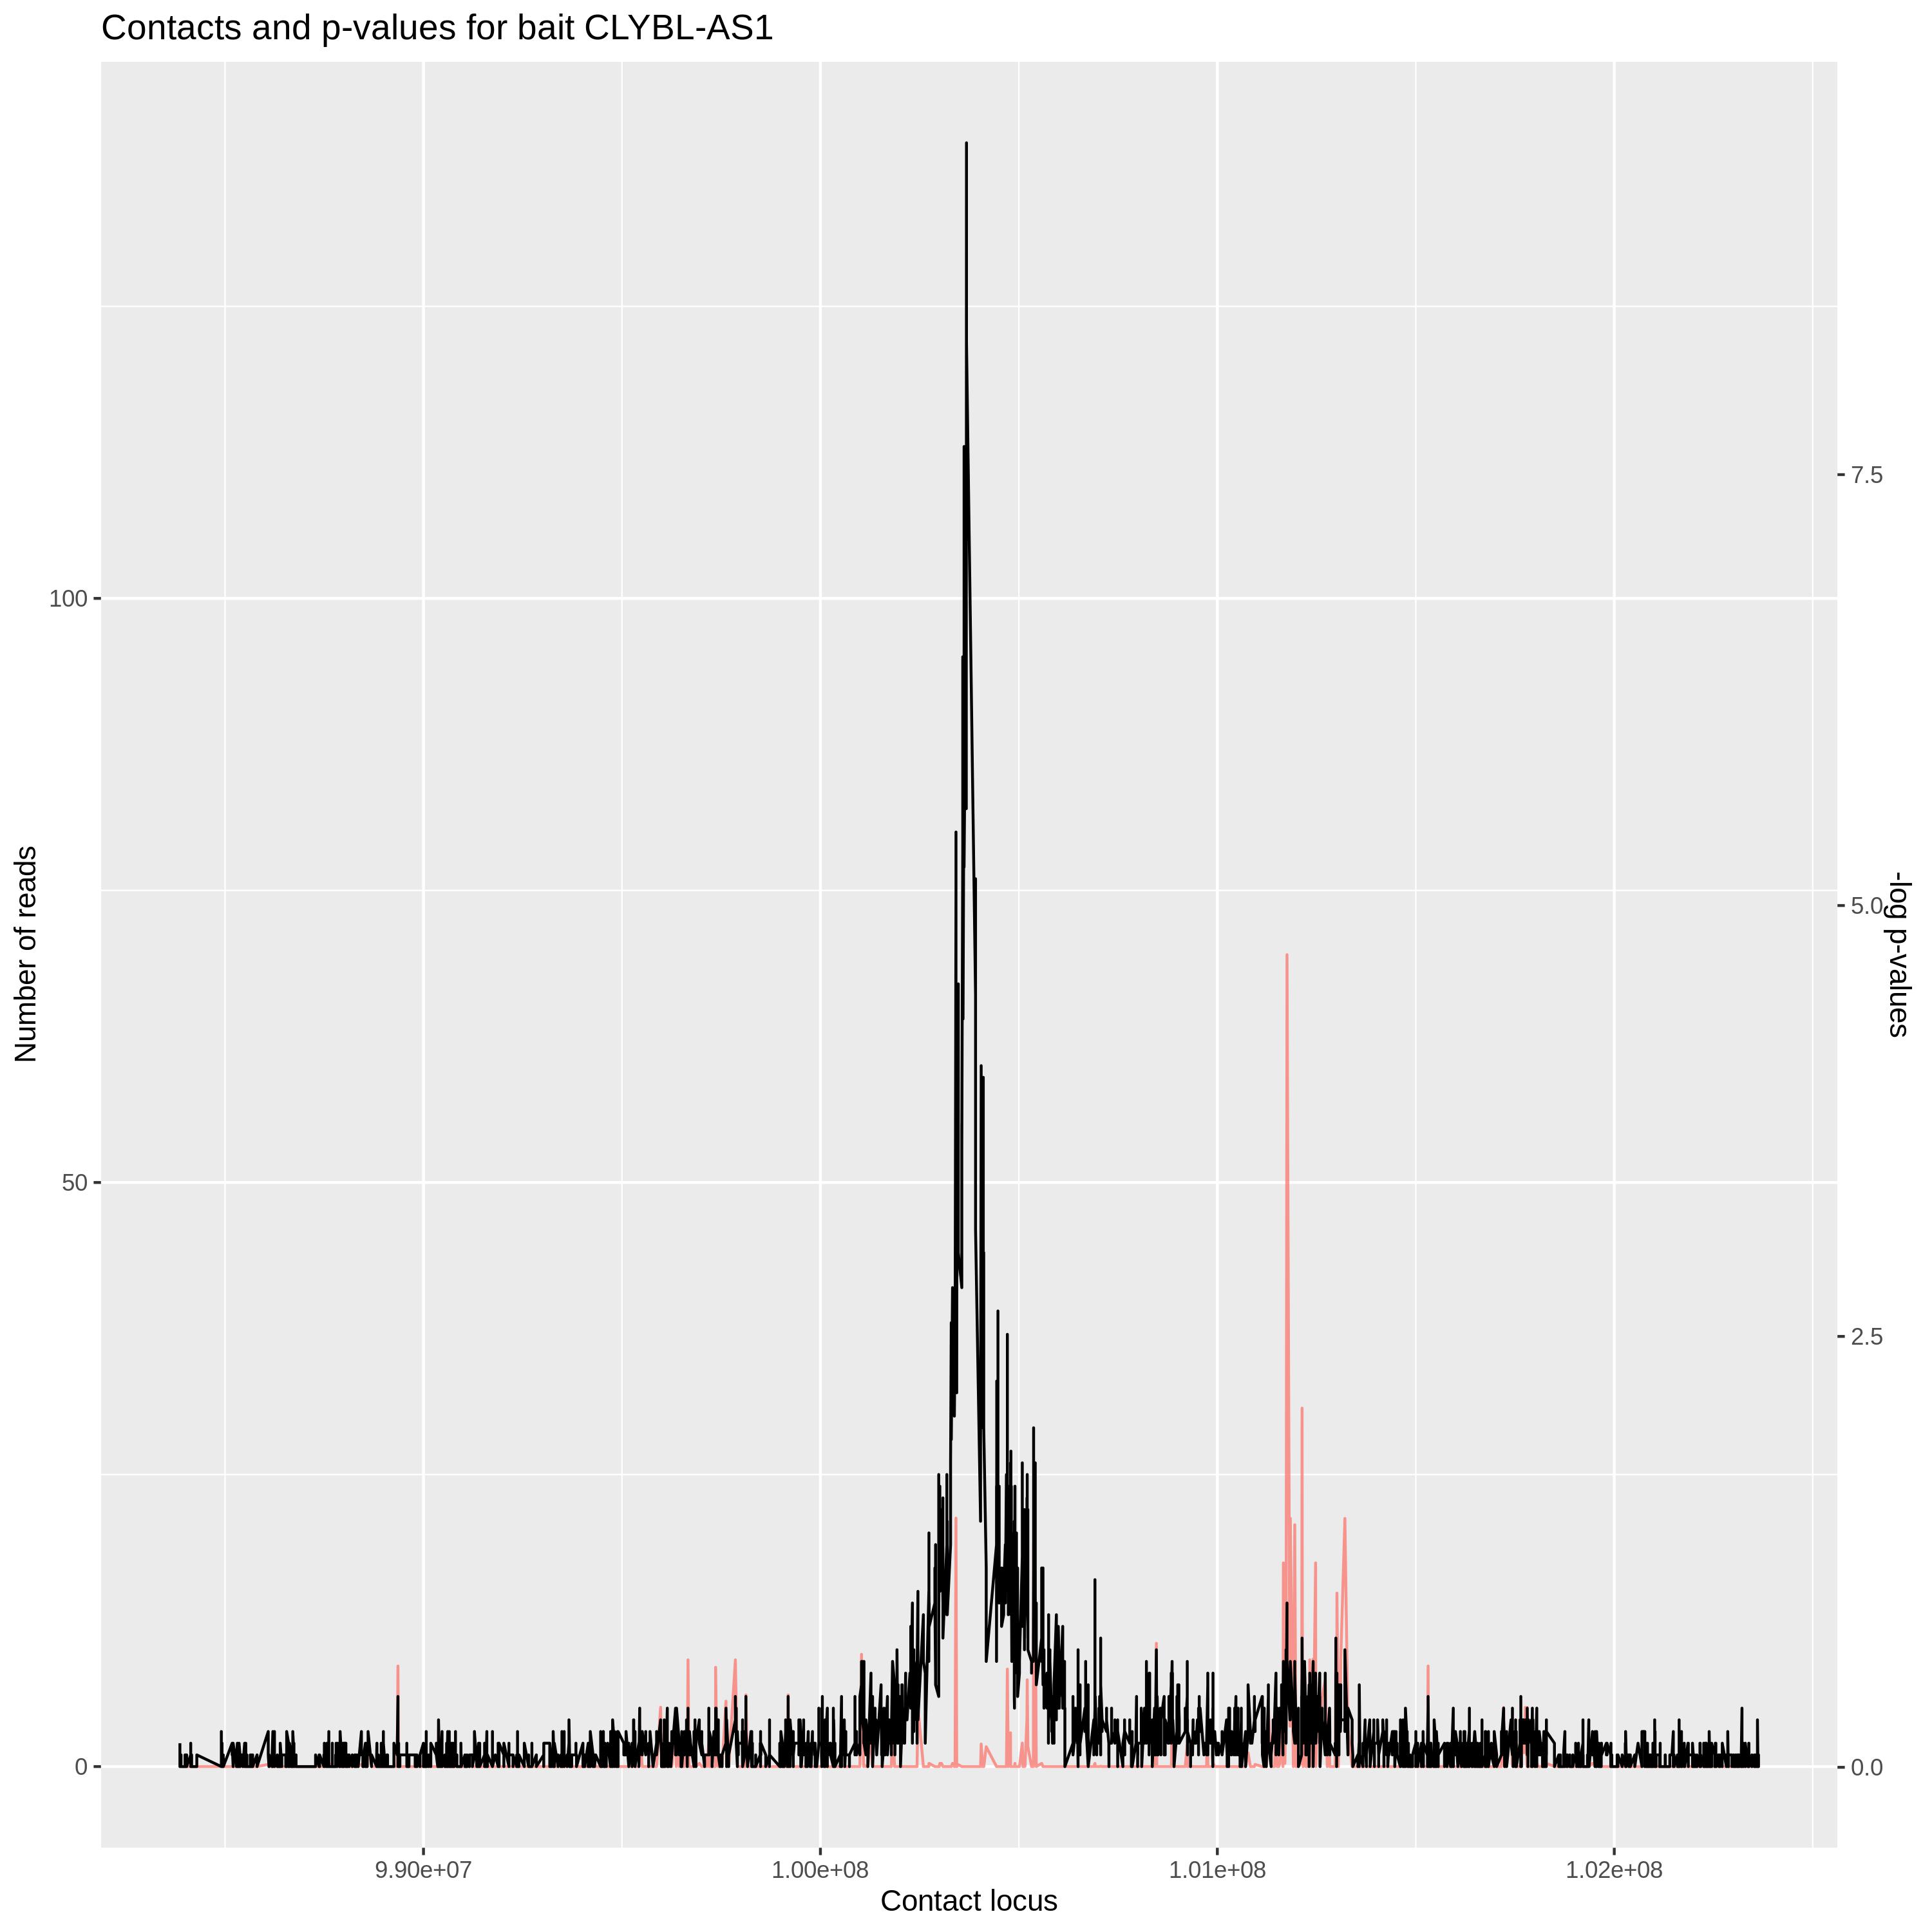 Contacts and p-values for bait CLYBL-AS1
Number of reads
100
50
0
7.5
5.0
2.5
0.0
-log p-values
9.90e+07
1.00e+08
1.01e+08
1.02e+08
Contact locus